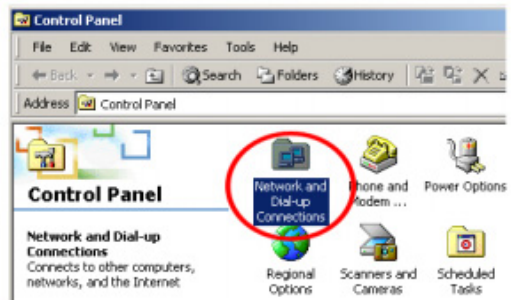 Control Panel
File Edit View Favorites Tools Help
Back Search Folders History
Address Control Panel
Control Panel
Network and Dial-up
Connections
Connects to other computers,
networks, and the Internet
Network and
Dial-up
Connections
Phone and
Modem ...
Power Options
Regional
Options
Scanners and
Cameras
Scheduled
Tasks